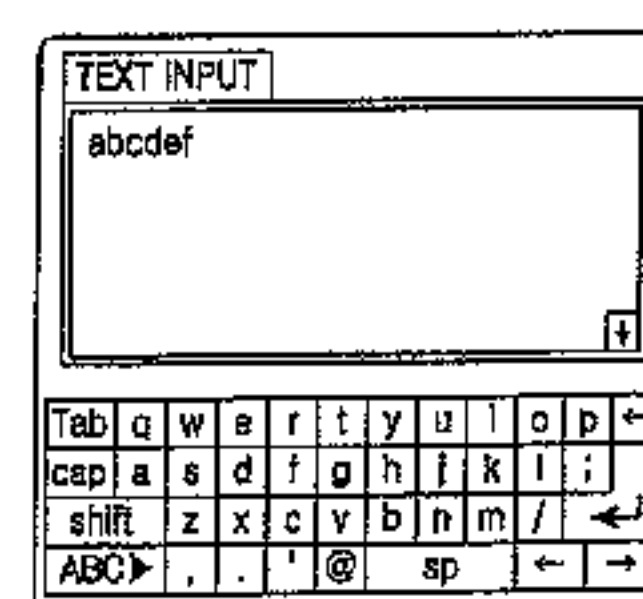 TEXT INPUT
abcdef
↓
Tab q w e r t y u i o p ←
cap a s d f g h j k l ;
shift z x c v b n m / ↵
ABC▶ , . ' @ sp ← →